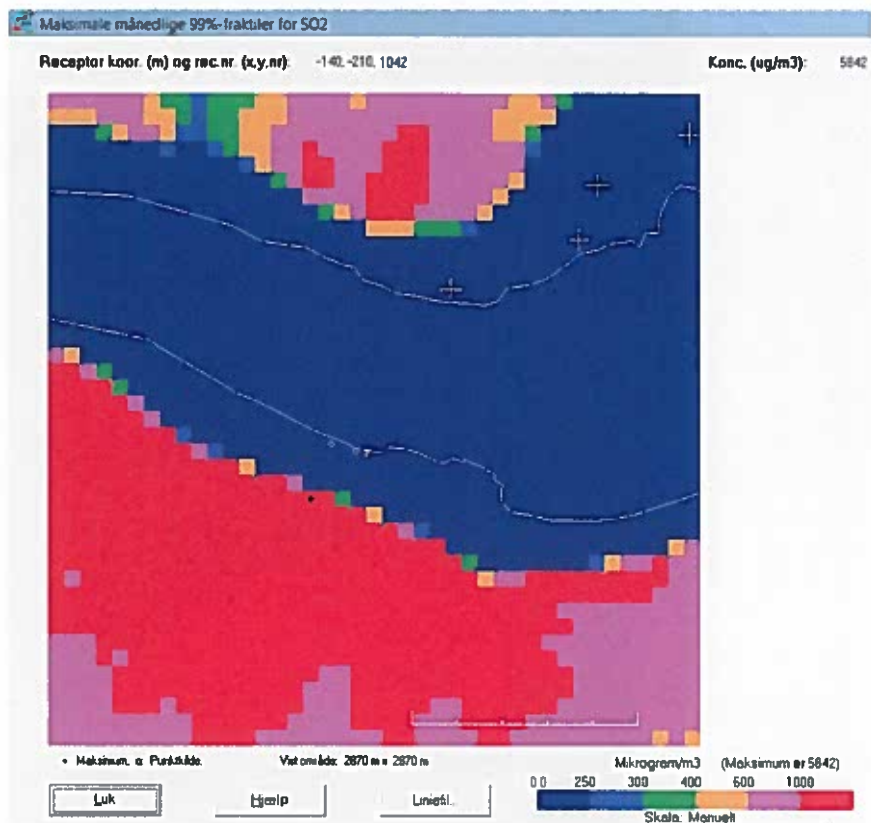 Maksimale månedlige 99%-fraktiler for SO2
Receptor koor. (m) og rec.nr. (x,y,nr): -140, -210, 1042 Konc. (ug/m3): 5842
Maksimum, ¤: Punktkilde. Vist område: 2870 m × 2870 m
Mikrogram/m3 (Maksimum er 5842)
0.0 250 300 400 600 1000
Luk Hjælp Liniefil..
Skala: Manuelt